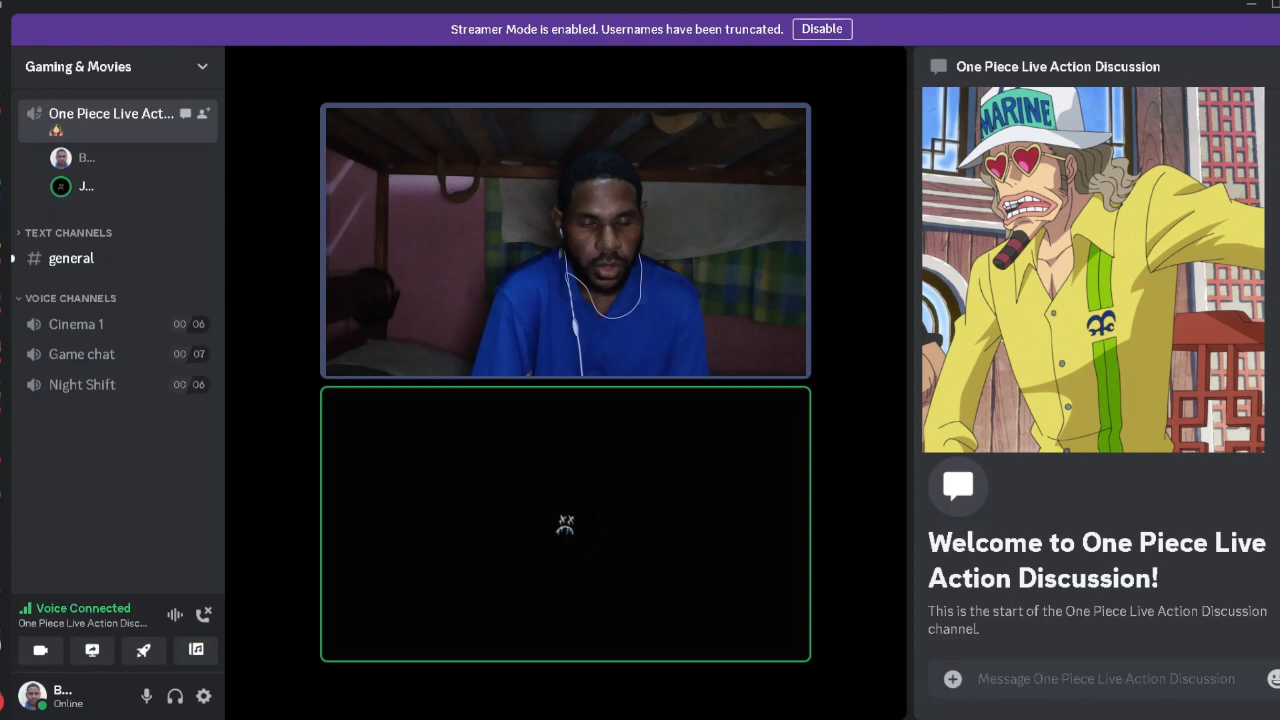 Streamer Mode is enabled. Usernames have been truncated.
Disable
Gaming & Movies
One Piece Live Act...
B...
J...
TEXT CHANNELS
general
VOICE CHANNELS
Cinema 1 00 06
Game chat 00 07
Night Shift 00 06
Voice Connected
One Piece Live Action Disc...
B...
Online
One Piece Live Action Discussion
MARINE
Welcome to One Piece Live
Action Discussion!
This is the start of the One Piece Live Action Discussion
channel.
Message One Piece Live Action Discussion